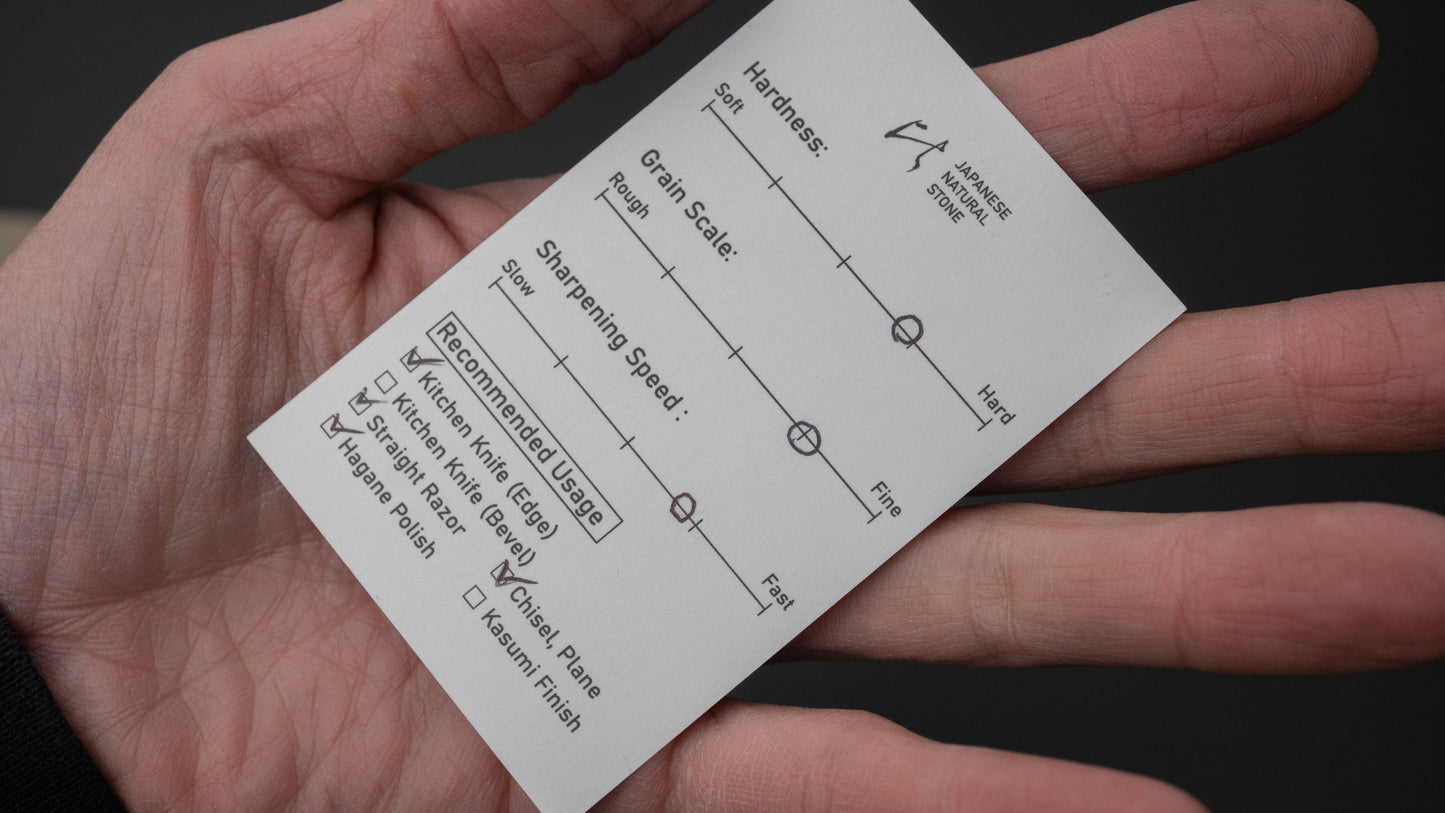 JAPANESE
NATURAL
STONE
Hardness:
Soft
Hard
Grain Scale:
Rough
Fine
Sharpening Speed :
Slow
Fast
Recommended Usage
Kitchen Knife (Edge)
Kitchen Knife (Bevel)
Straight Razor
Hagane Polish
Chisel, Plane
Kasumi Finish